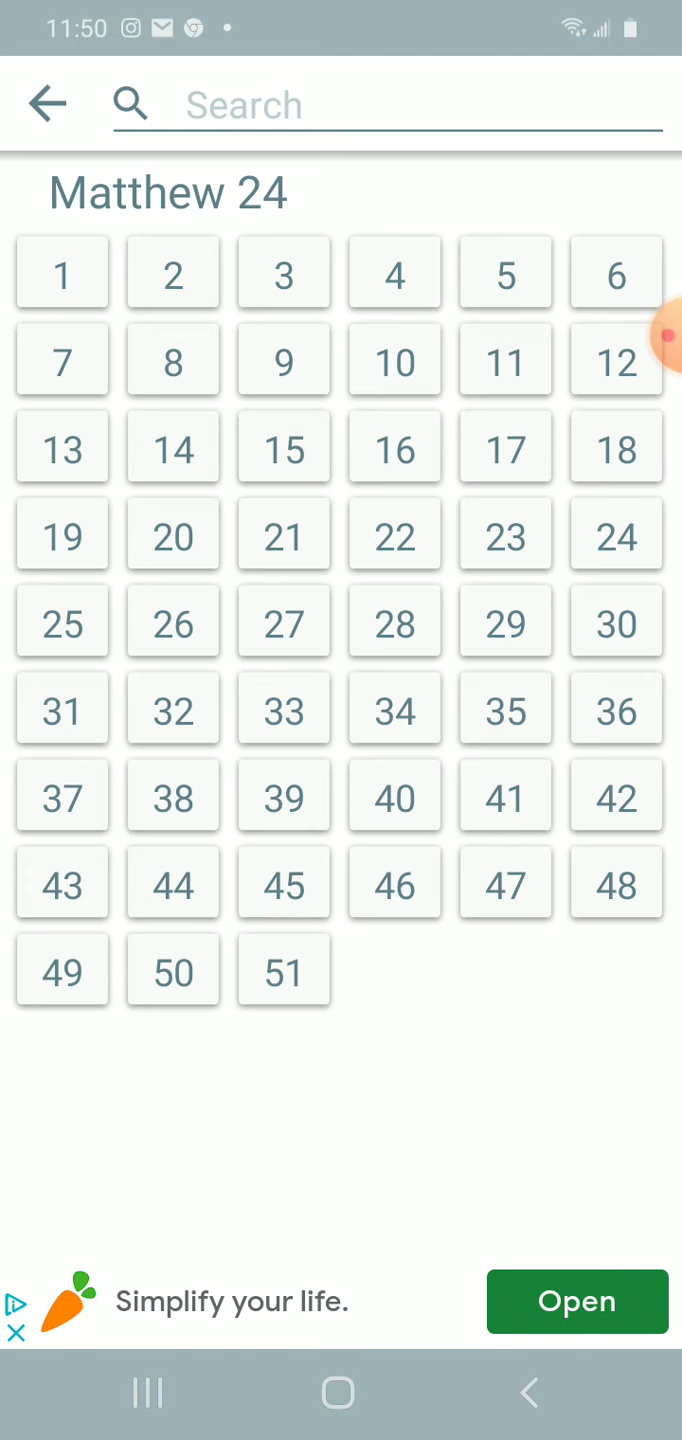 11:50
Search
Matthew 24
1 2 3 4 5 6
7 8 9 10 11 12
13 14 15 16 17 18
19 20 21 22 23 24
25 26 27 28 29 30
31 32 33 34 35 36
37 38 39 40 41 42
43 44 45 46 47 48
49 50 51
Simplify your life. Open